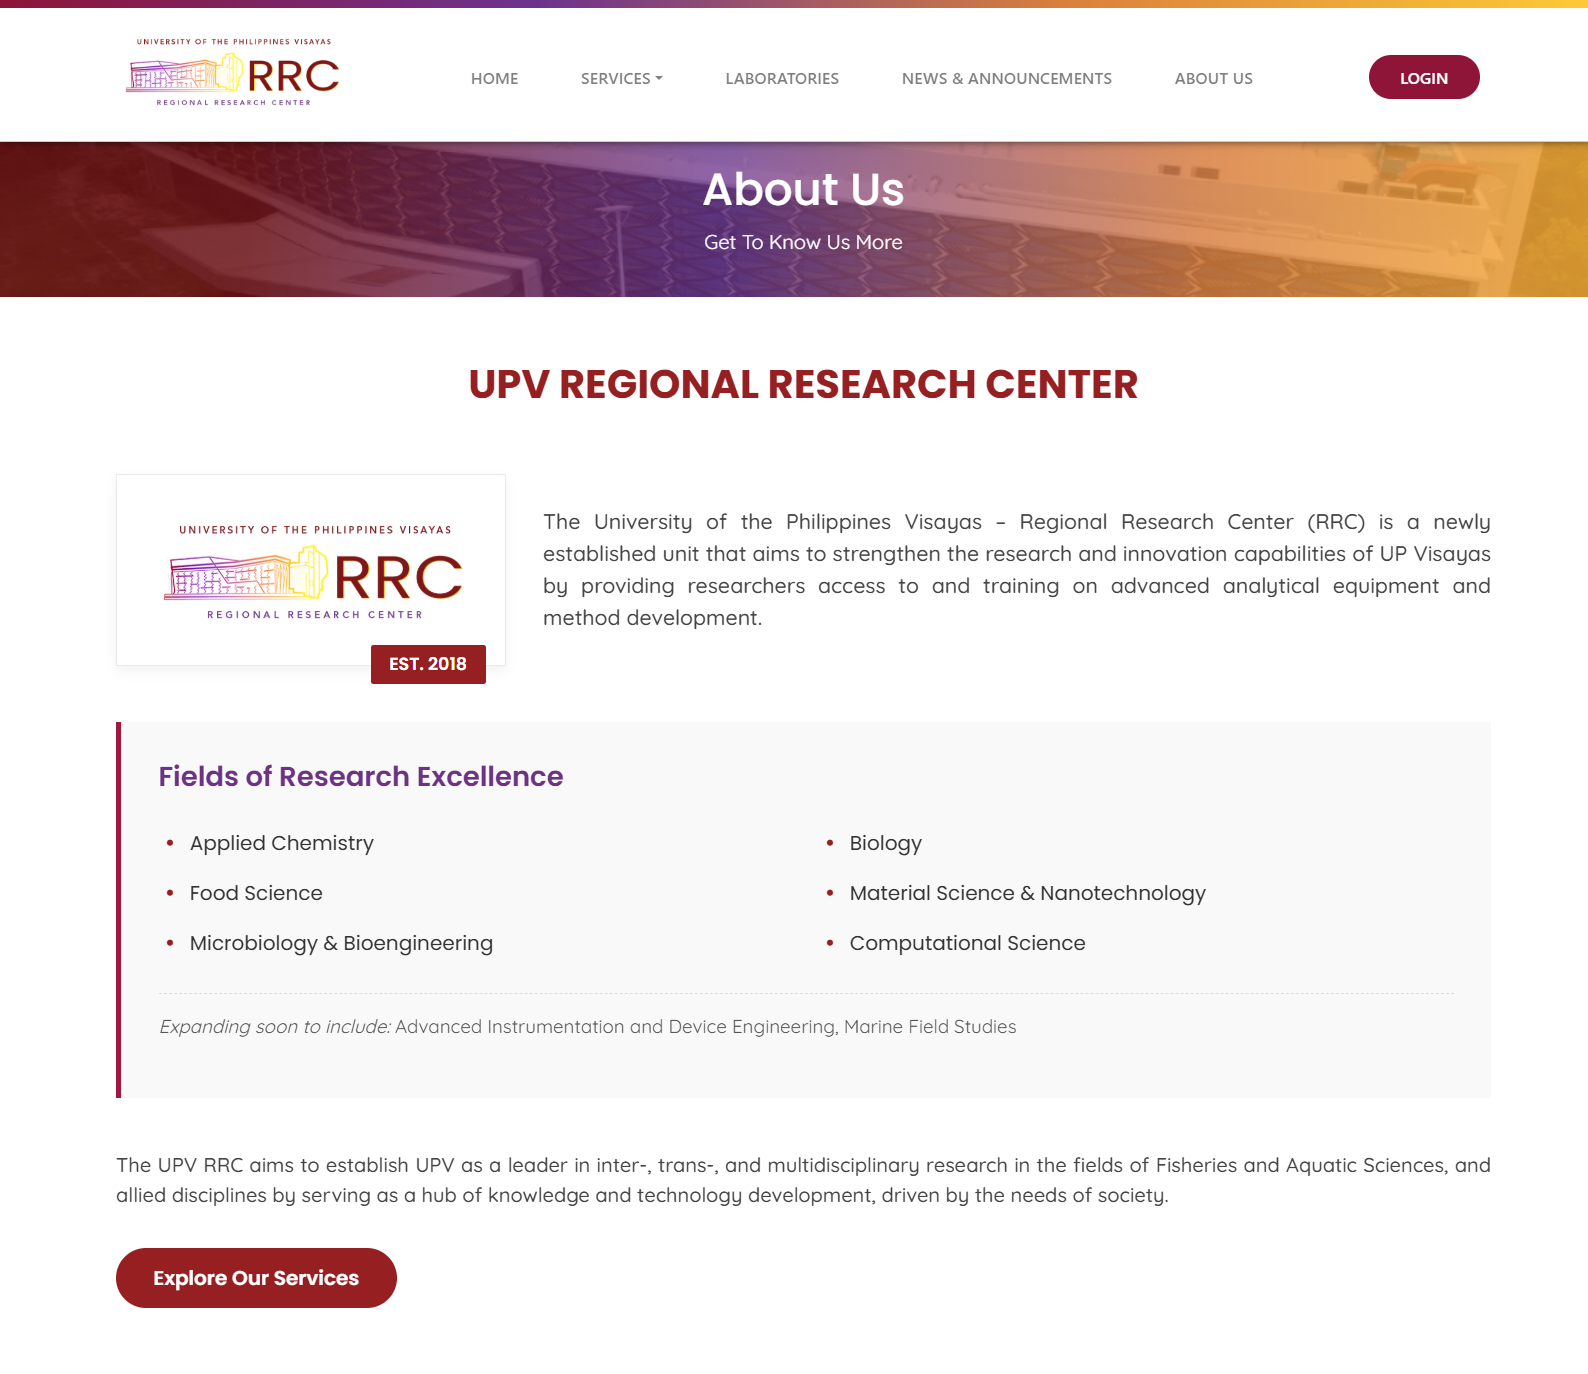 UNIVERSITY OF THE PHILIPPINES VISAYAS
RRC
REGIONAL RESEARCH CENTER
HOME
SERVICES
LABORATORIES
NEWS & ANNOUNCEMENTS
ABOUT US
LOGIN
About Us
Get To Know Us More
UPV REGIONAL RESEARCH CENTER
UNIVERSITY OF THE PHILIPPINES VISAYAS
RRC
REGIONAL RESEARCH CENTER
EST. 2018
The University of the Philippines Visayas – Regional Research Center (RRC) is a newly
established unit that aims to strengthen the research and innovation capabilities of UP Visayas
by providing researchers access to and training on advanced analytical equipment and
method development.
Fields of Research Excellence
• Applied Chemistry
• Biology
• Food Science
• Material Science & Nanotechnology
• Microbiology & Bioengineering
• Computational Science
Expanding soon to include: Advanced Instrumentation and Device Engineering, Marine Field Studies
The UPV RRC aims to establish UPV as a leader in inter-, trans-, and multidisciplinary research in the fields of Fisheries and Aquatic Sciences, and
allied disciplines by serving as a hub of knowledge and technology development, driven by the needs of society.
Explore Our Services